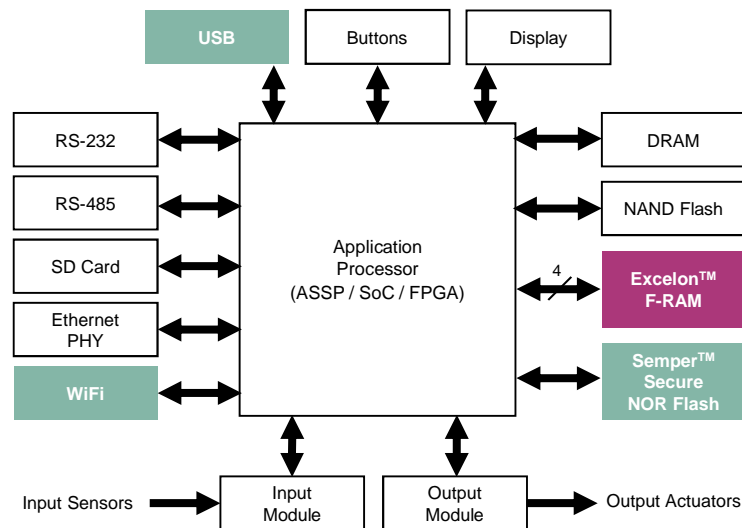 USB
Buttons
Display
RS-232
RS-485
SD Card
Ethernet
PHY
WiFi
Application
Processor
(ASSP / SoC / FPGA)
DRAM
NAND Flash
4
Excelon™
F-RAM
Semper™
Secure
NOR Flash
Input Sensors
Input
Module
Output
Module
Output Actuators